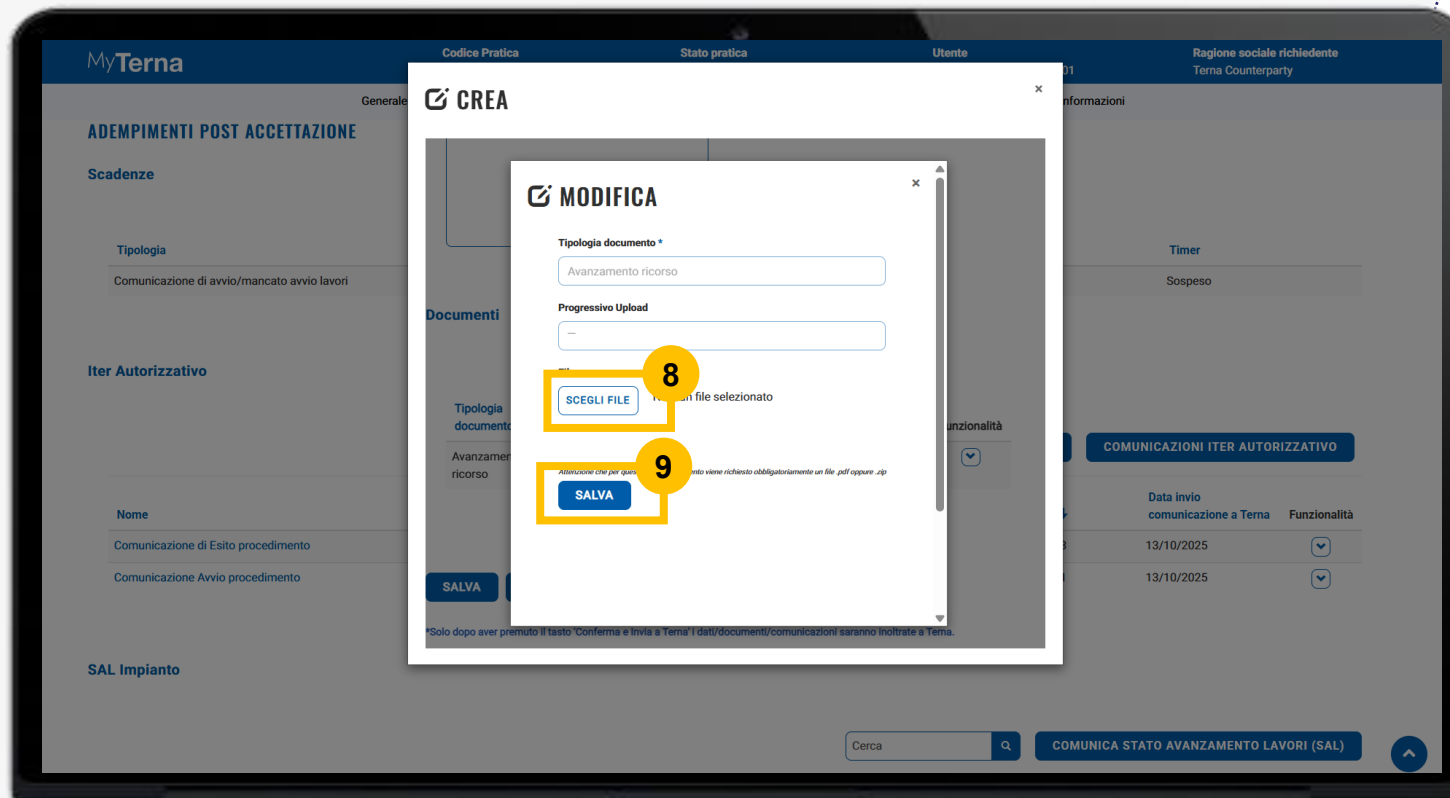 MyTerna
Codice Pratica
Stato pratica
Utente
01
Ragione sociale richiedente
Terna Counterparty
Generale
nformazioni
ADEMPIMENTI POST ACCETTAZIONE
Scadenze
Tipologia
Timer
Comunicazione di avvio/mancato avvio lavori
Sospeso
Iter Autorizzativo
COMUNICAZIONI ITER AUTORIZZATIVO
Nome
Data invio
comunicazione a Terna
Funzionalità
Comunicazione di Esito procedimento
13/10/2025
Comunicazione Avvio procedimento
13/10/2025
SAL Impianto
Cerca
COMUNICA STATO AVANZAMENTO LAVORI (SAL)
CREA
×
Documenti
Tipologia
documento
unzionalità
Avanzamen
ricorso
SALVA
*Solo dopo aver premuto il tasto 'Conferma e Invia a Terna' i dati/documenti/comunicazioni saranno inoltrate a Terna.
MODIFICA
×
Tipologia documento *
Avanzamento ricorso
Progressivo Upload
—
8
SCEGLI FILE
file selezionato
9
Attenzione che per ques
nto viene richiesto obbligatoriamente un file .pdf oppure .zip
SALVA